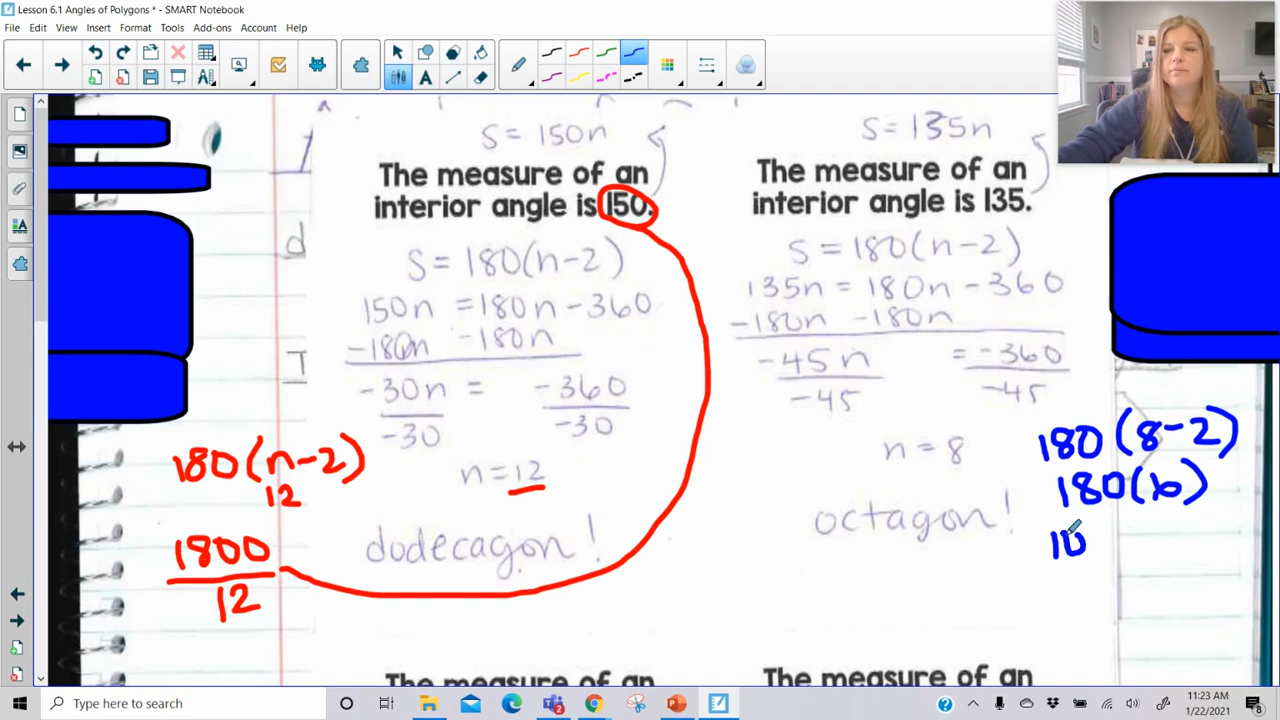 Lesson 6.1 Angles of Polygons * - SMART Notebook
File Edit View Insert Format Tools Add-ons Account Help
S = 150n
The measure of an
interior angle is 150.
S = 180(n-2)
150n = 180n - 360
-180n -180n
-30n = -360
-30 -30
n = 12
dodecagon!
180(n-2)
12
1800
12
S = 135n
The measure of an
interior angle is 135.
S = 180(n-2)
135n = 180n - 360
-180n -180n
-45n = -360
-45 -45
n = 8
octagon!
180(8-2)
180(6)
10
d
T
The measure of an
The measure of an
Type here to search
11:23 AM
1/22/2021
8